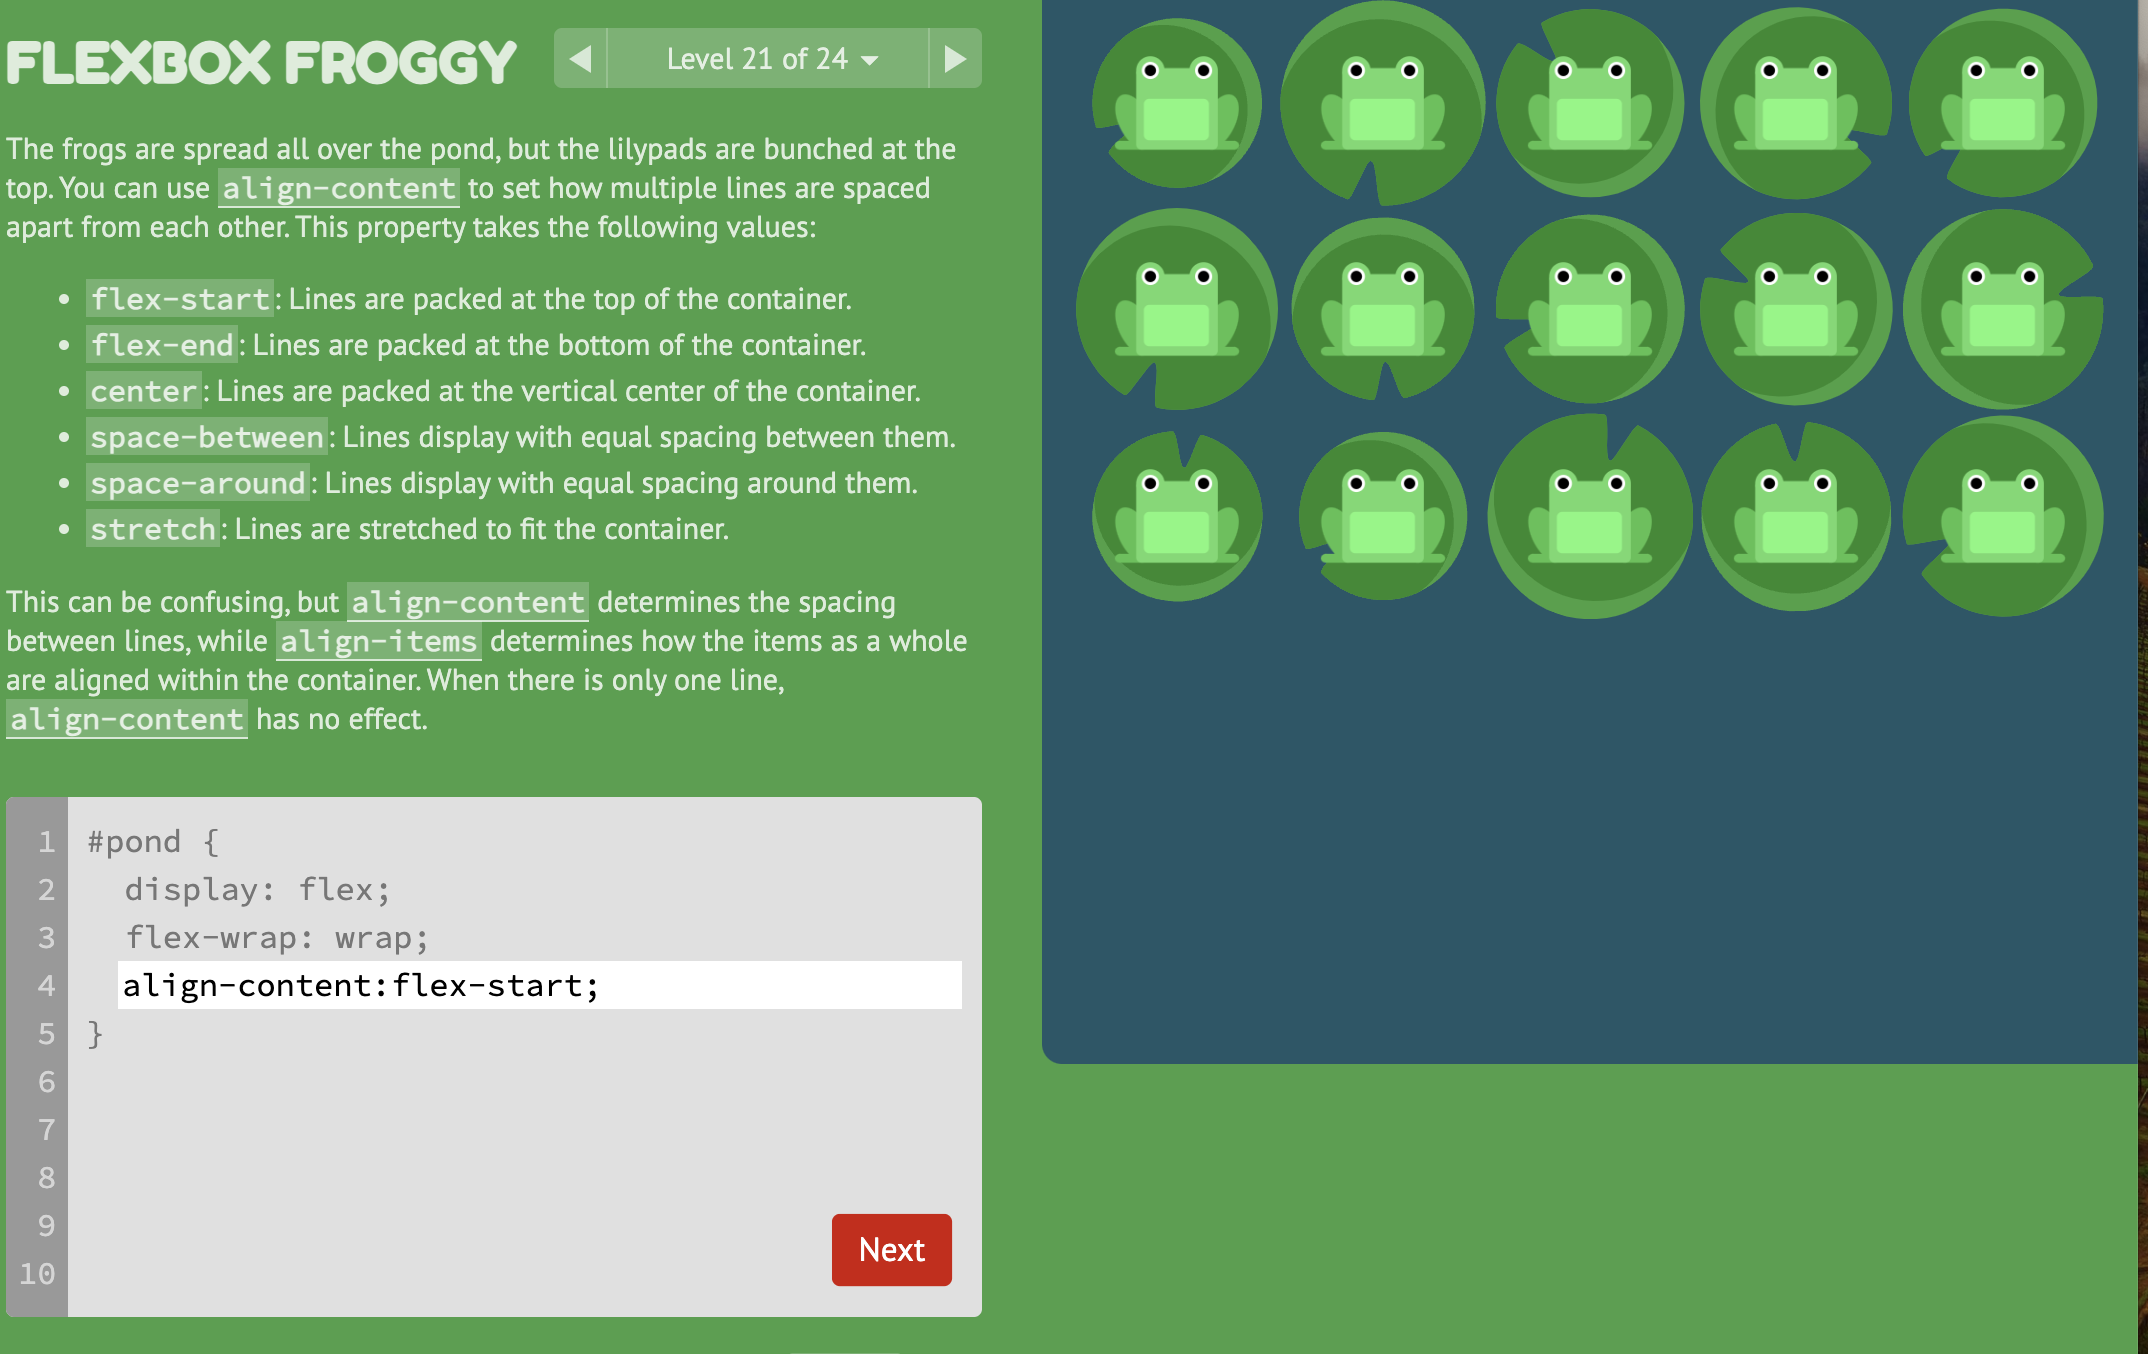 FLEXBOX FROGGY
Level 21 of 24
The frogs are spread all over the pond, but the lilypads are bunched at the
top. You can use align-content to set how multiple lines are spaced
apart from each other. This property takes the following values:
• flex-start: Lines are packed at the top of the container.
• flex-end: Lines are packed at the bottom of the container.
• center: Lines are packed at the vertical center of the container.
• space-between: Lines display with equal spacing between them.
• space-around: Lines display with equal spacing around them.
• stretch: Lines are stretched to fit the container.
This can be confusing, but align-content determines the spacing
between lines, while align-items determines how the items as a whole
are aligned within the container. When there is only one line,
align-content has no effect.
1 #pond {
2 display: flex;
3 flex-wrap: wrap;
4 align-content:flex-start;
5 }
6
7
8
9
10
Next